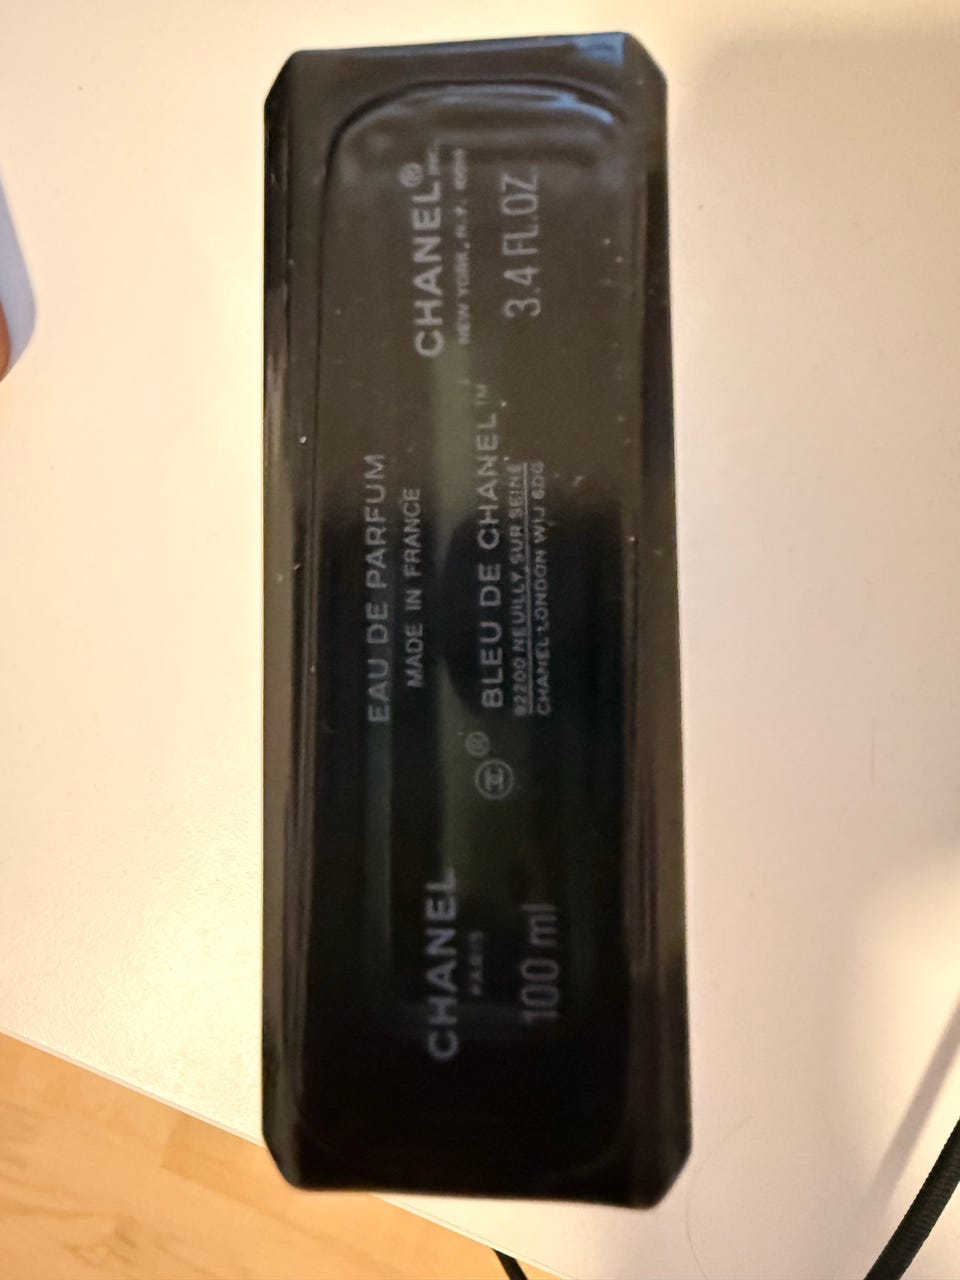 EAU DE PARFUM
MADE IN FRANCE
CHANEL
PARIS
CHANEL®
INC.
NEW YORK, N.Y.
® BLEU DE CHANEL™
92200 NEUILLY SUR SEINE
CHANEL LONDON W1J 6DG
100 ml
3.4 FL.OZ.